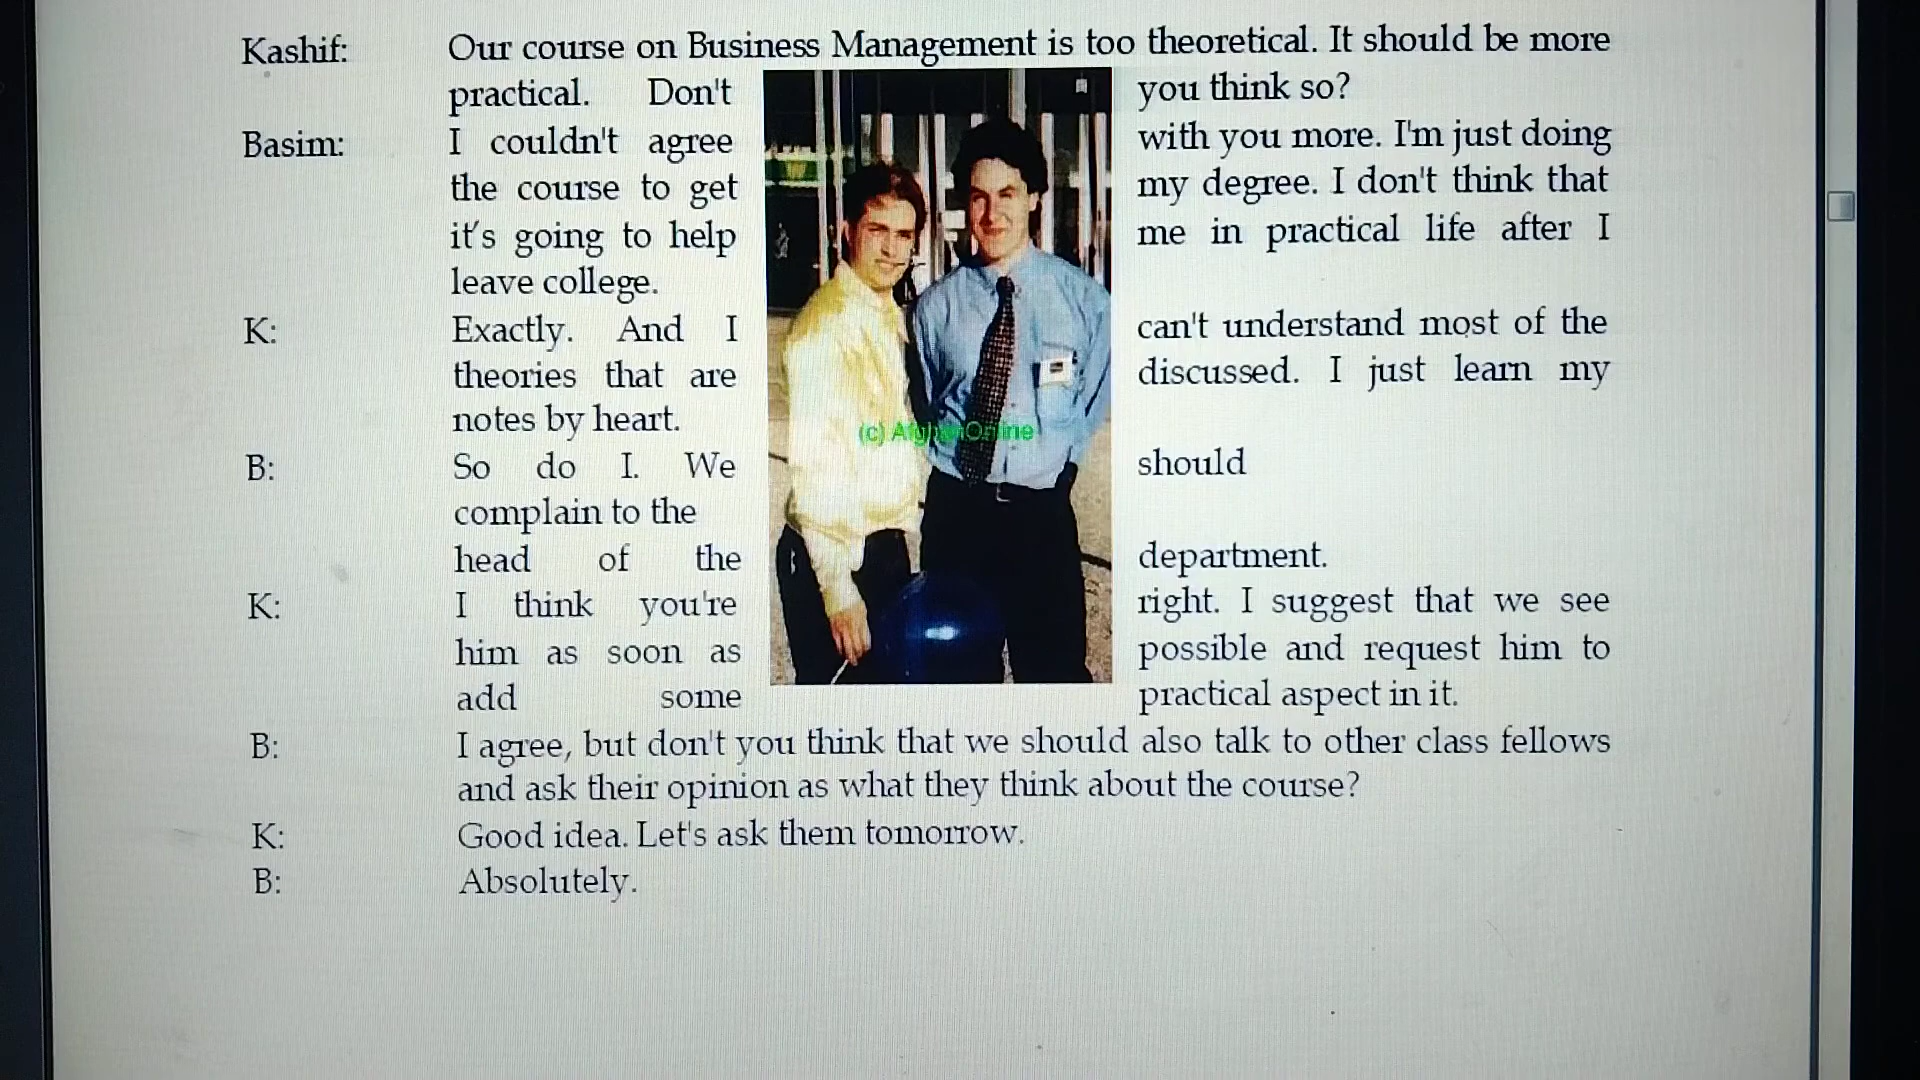 Kashif: Our course on Business Management is too theoretical. It should be more
practical. Don't you think so?
Basim: I couldn't agree with you more. I'm just doing
the course to get my degree. I don't think that
it's going to help me in practical life after I
leave college.
K: Exactly. And I can't understand most of the
theories that are discussed. I just learn my
notes by heart.
B: So do I. We should
complain to the
head of the department.
K: I think you're right. I suggest that we see
him as soon as possible and request him to
add some practical aspect in it.
B: I agree, but don't you think that we should also talk to other class fellows
and ask their opinion as what they think about the course?
K: Good idea. Let's ask them tomorrow.
B: Absolutely.
(c) AfghanOnline